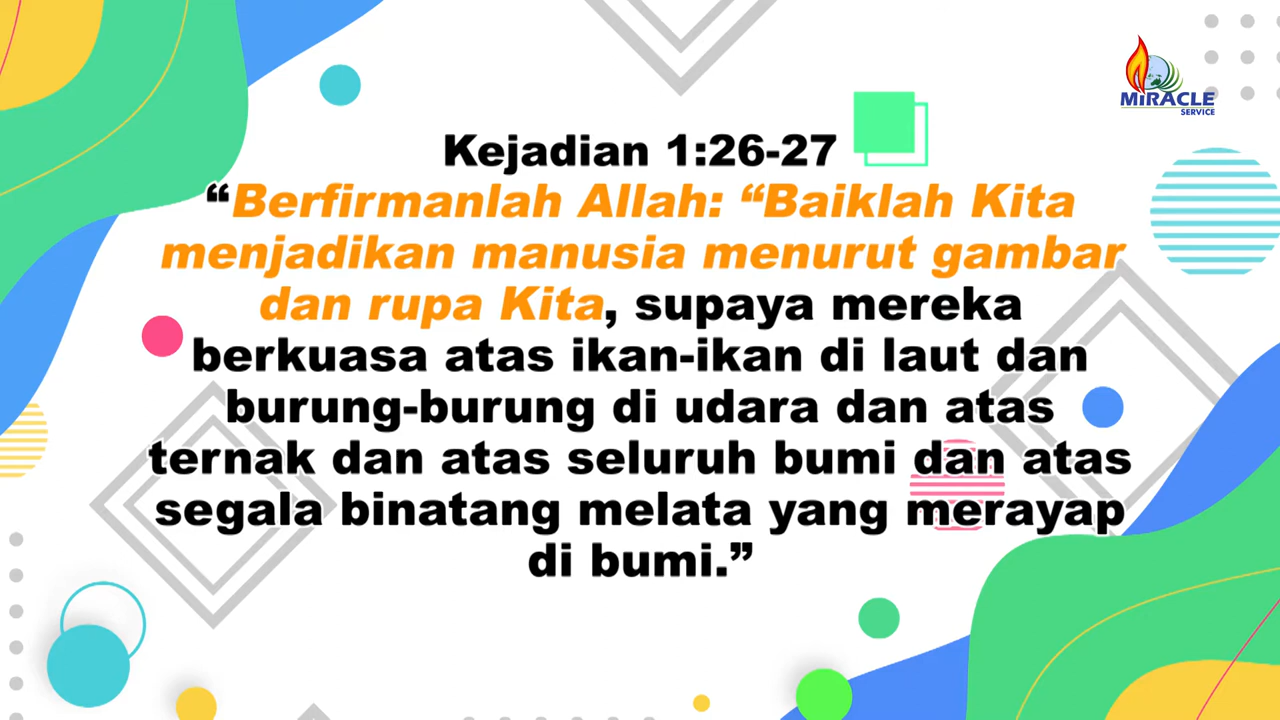 MiRACLE
SERVICE
Kejadian 1:26-27
“Berfirmanlah Allah: “Baiklah Kita
menjadikan manusia menurut gambar
dan rupa Kita, supaya mereka
berkuasa atas ikan-ikan di laut dan
burung-burung di udara dan atas
ternak dan atas seluruh bumi dan atas
segala binatang melata yang merayap
di bumi.”